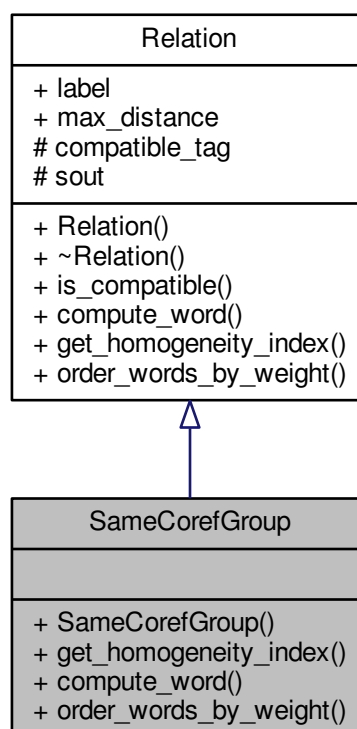 Relation
+ label
+ max_distance
# compatible_tag
# sout
+ Relation()
+ ~Relation()
+ is_compatible()
+ compute_word()
+ get_homogeneity_index()
+ order_words_by_weight()
SameCorefGroup
+ SameCorefGroup()
+ get_homogeneity_index()
+ compute_word()
+ order_words_by_weight()